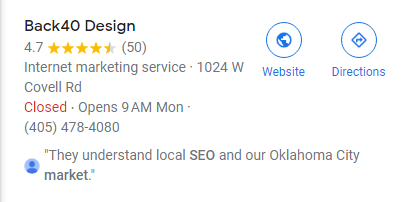 Back40 Design
4.7 (50)
Internet marketing service · 1024 W
Covell Rd
Closed · Opens 9 AM Mon ·
(405) 478-4080
Website
Directions
"They understand local SEO and our Oklahoma City
market."